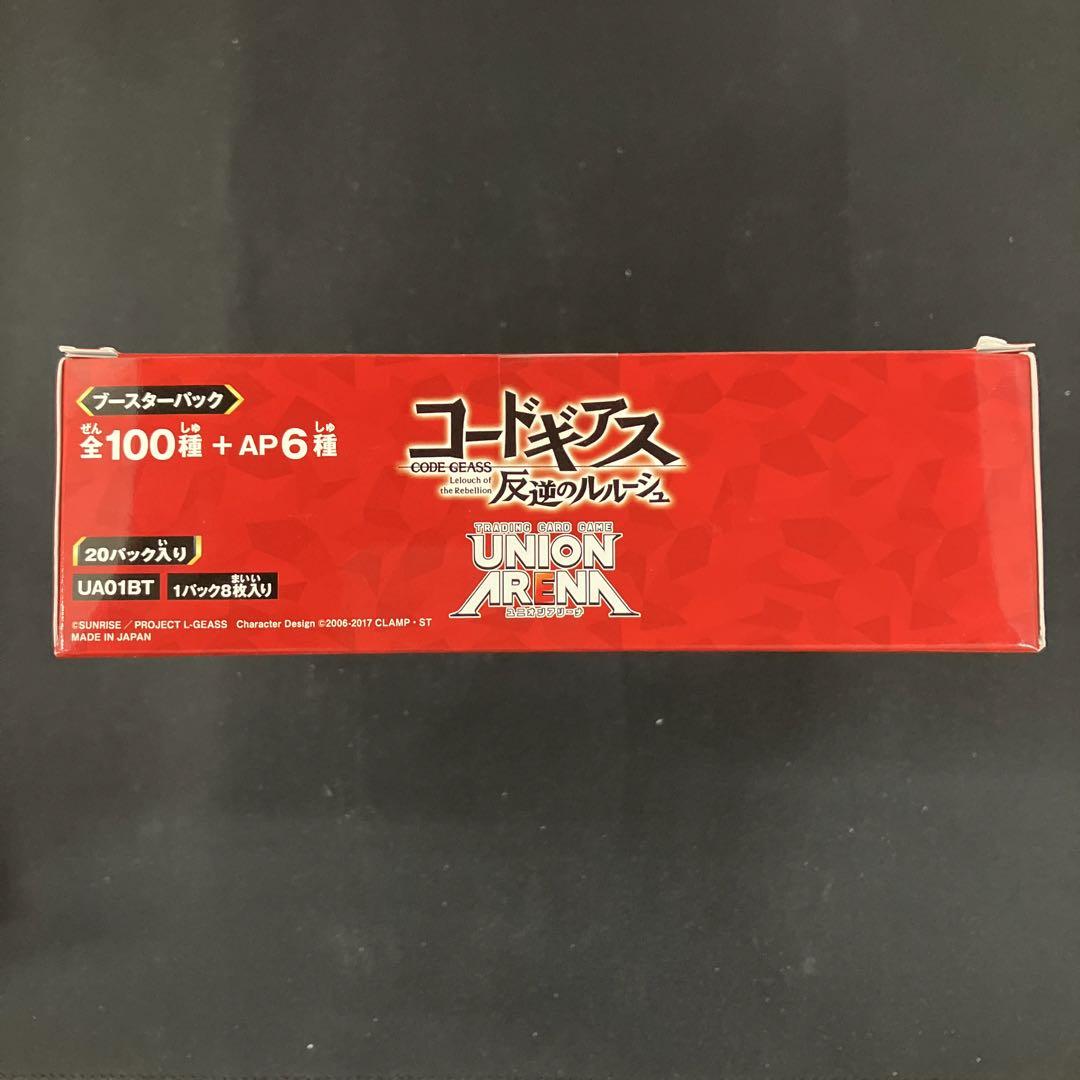 ブースターパック
全100種 + AP6種
ぜん しゅ しゅ
コードギアス
CODE GEASS
Lelouch of
the Rebellion
反逆のルルーシュ
TRADING CARD GAME
UNION
ARENA
ユニオンアリーナ
20パック入り
い
UA01BT
1パック8枚入り
まいい
©SUNRISE/PROJECT L-GEASS Character Design ©2006-2017 CLAMP・ST
MADE IN JAPAN